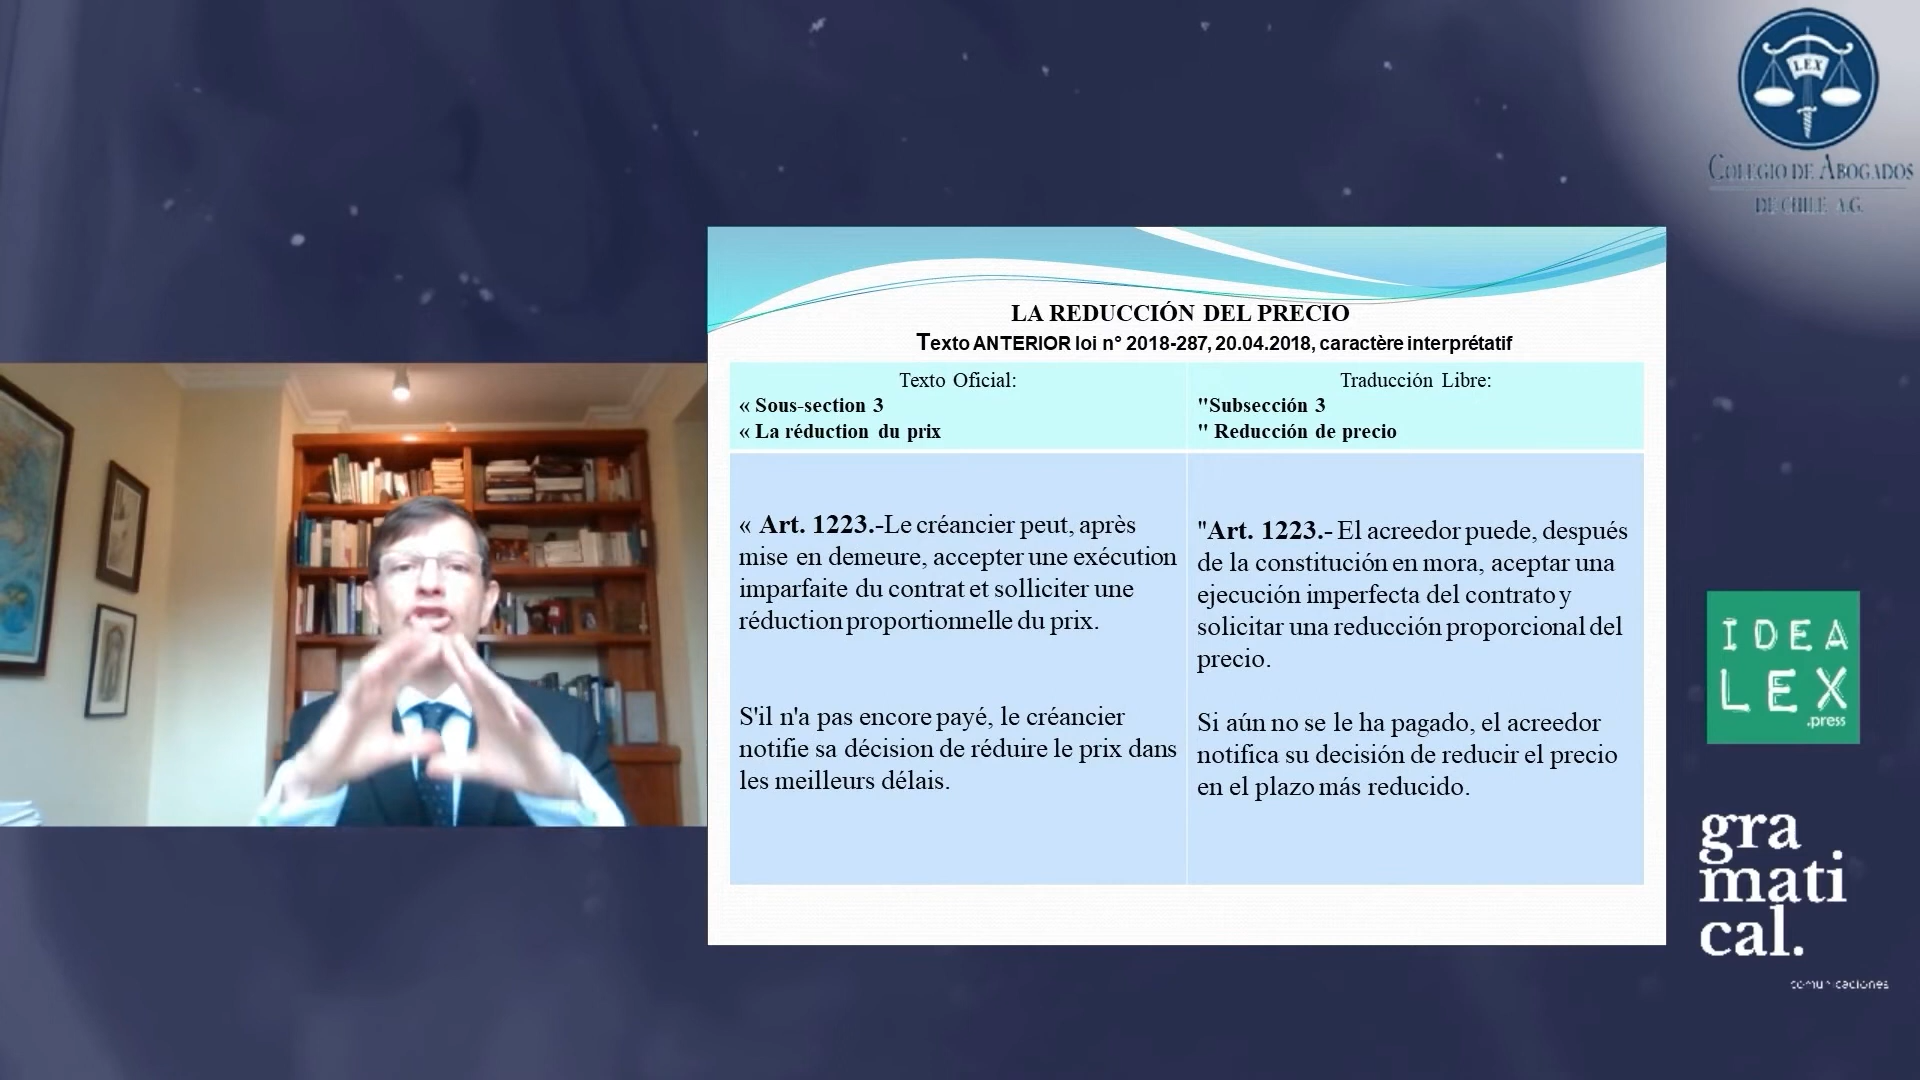 LEX
COLEGIO DE ABOGADOS
DE CHILE A.G.
LA REDUCCIÓN DEL PRECIO
Texto ANTERIOR loi n° 2018-287, 20.04.2018, caractère interprétatif
Texto Oficial:
« Sous-section 3
« La réduction du prix
Traducción Libre:
"Subsección 3
" Reducción de precio
« Art. 1223.-Le créancier peut, après
mise en demeure, accepter une exécution
imparfaite du contrat et solliciter une
réduction proportionnelle du prix.
S'il n'a pas encore payé, le créancier
notifie sa décision de réduire le prix dans
les meilleurs délais.
"Art. 1223.- El acreedor puede, después
de la constitución en mora, aceptar una
ejecución imperfecta del contrato y
solicitar una reducción proporcional del
precio.
Si aún no se le ha pagado, el acreedor
notifica su decisión de reducir el precio
en el plazo más reducido.
IDEA
LEX
.press
gra
mati
cal.
comunicaciones